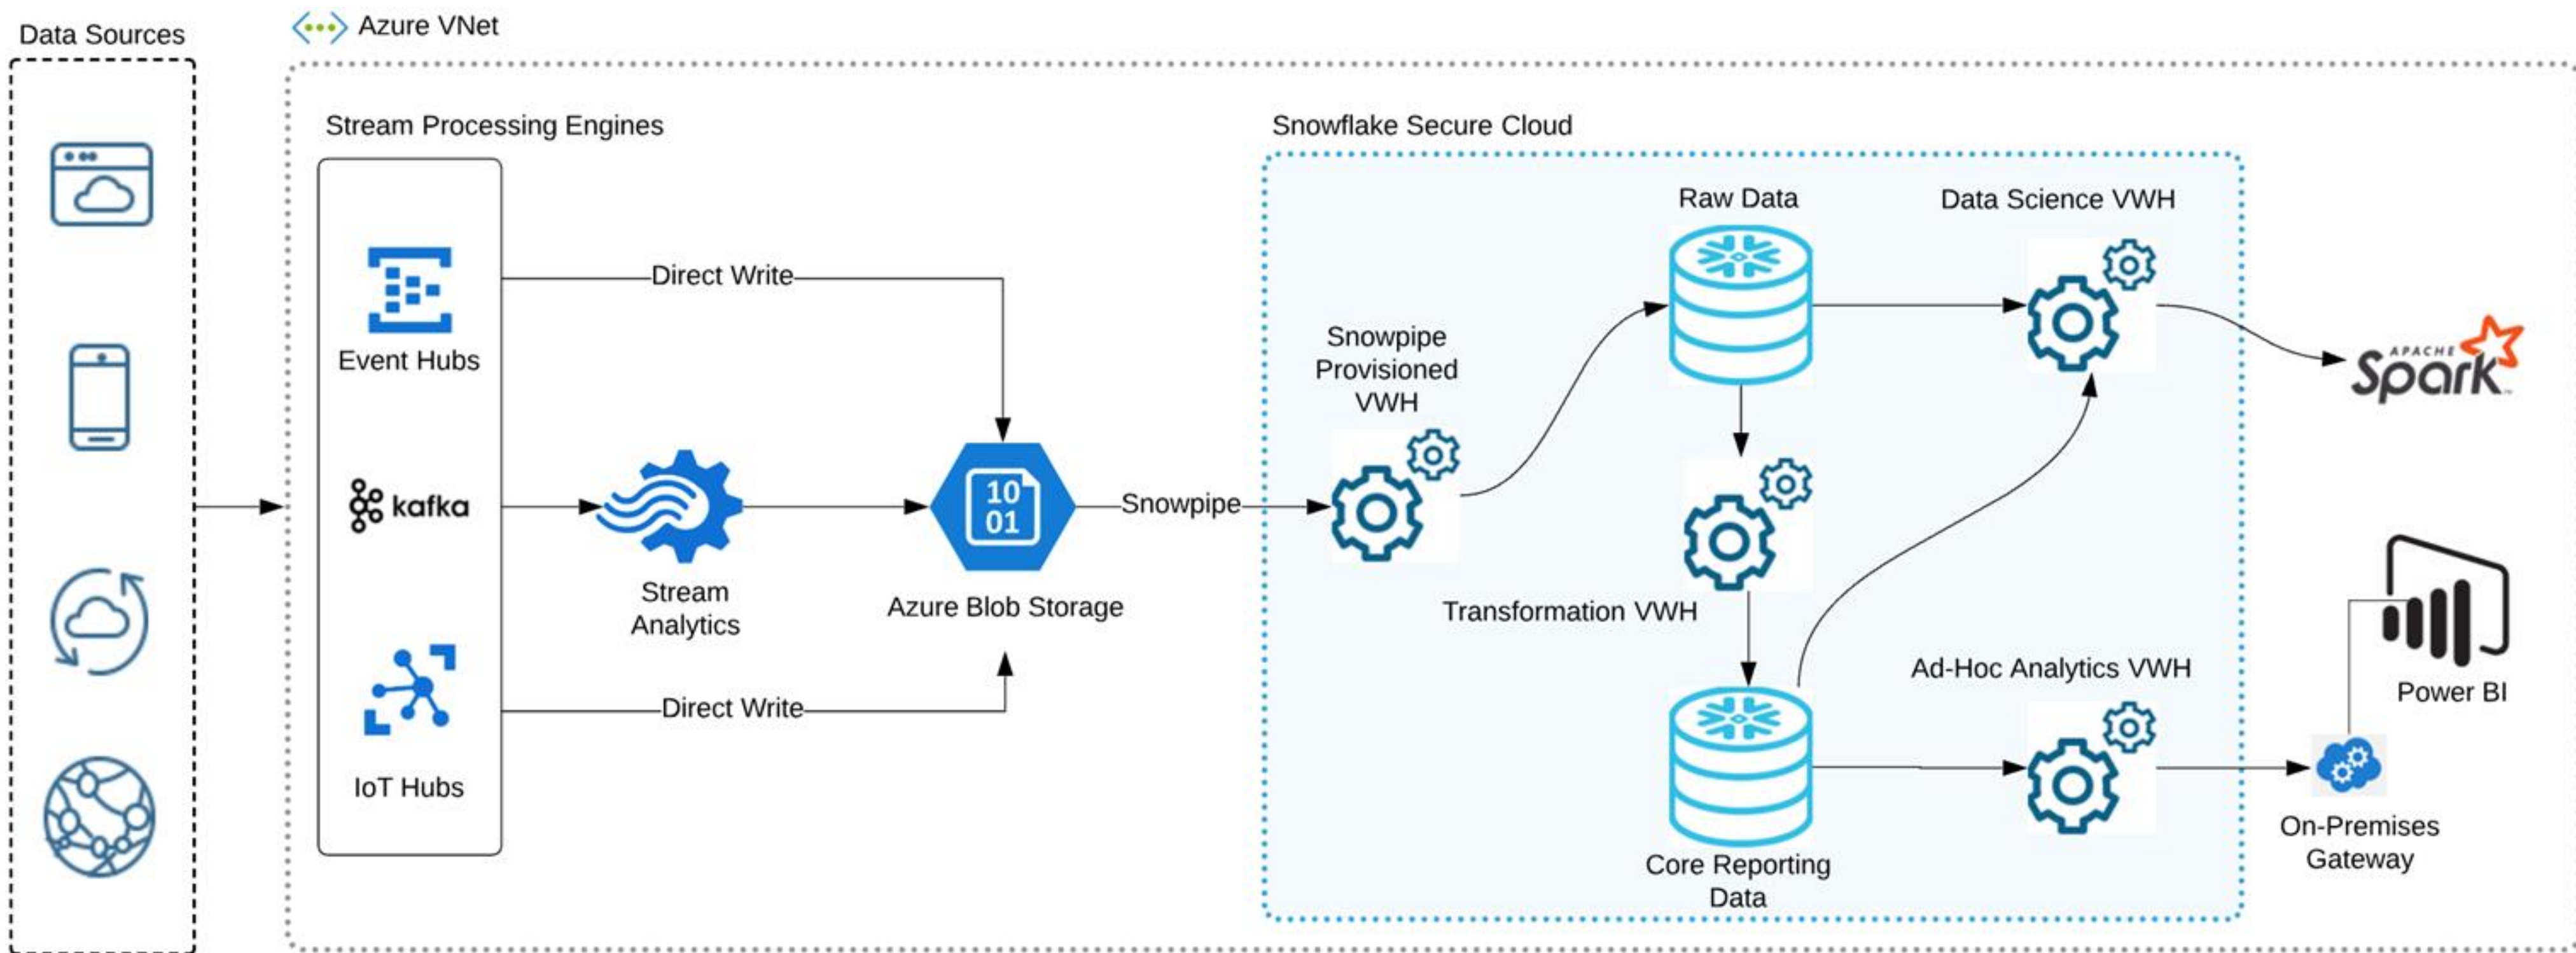 Data Sources
Azure VNet
Stream Processing Engines
Event Hubs
kafka
IoT Hubs
Direct Write
Stream
Analytics
Direct Write
Azure Blob Storage
Snowpipe
Snowflake Secure Cloud
Snowpipe
Provisioned
VWH
Raw Data
Transformation VWH
Core Reporting
Data
Data Science VWH
Ad-Hoc Analytics VWH
APACHE
Spark
Power BI
On-Premises
Gateway
10
01